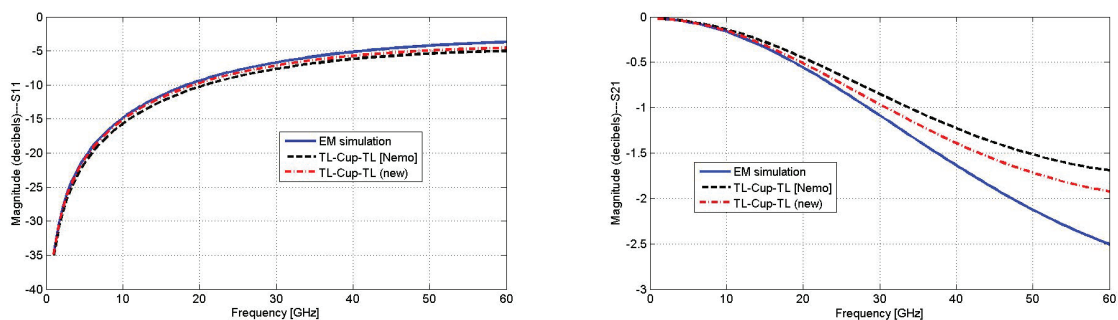 0
-5
-10
-15
-20
-25
-30
-35
-40
0 10 20 30 40 50 60
Magnitude (decibels)---S11
Frequency [GHz]
EM simulation
TL-Cup-TL [Nemo]
TL-Cup-TL (new)
0
-0.5
-1
-1.5
-2
-2.5
-3
0 10 20 30 40 50 60
Magnitude (decibels)---S21
Frequency [GHz]
EM simulation
TL-Cup-TL [Nemo]
TL-Cup-TL (new)